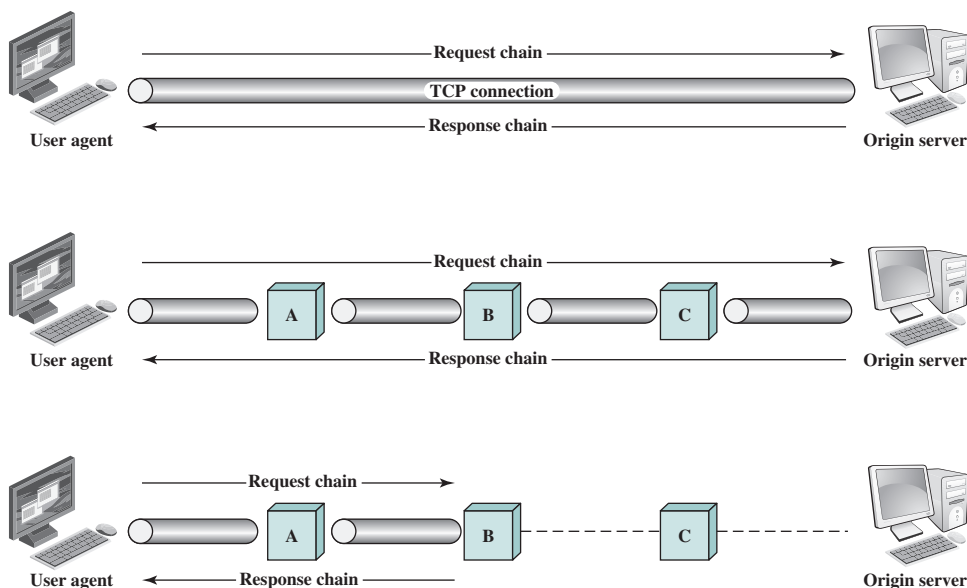 Request chain
TCP connection
Response chain
User agent
Origin server
Request chain
A
B
C
Response chain
User agent
Origin server
Request chain
A
B
C
Response chain
User agent
Origin server